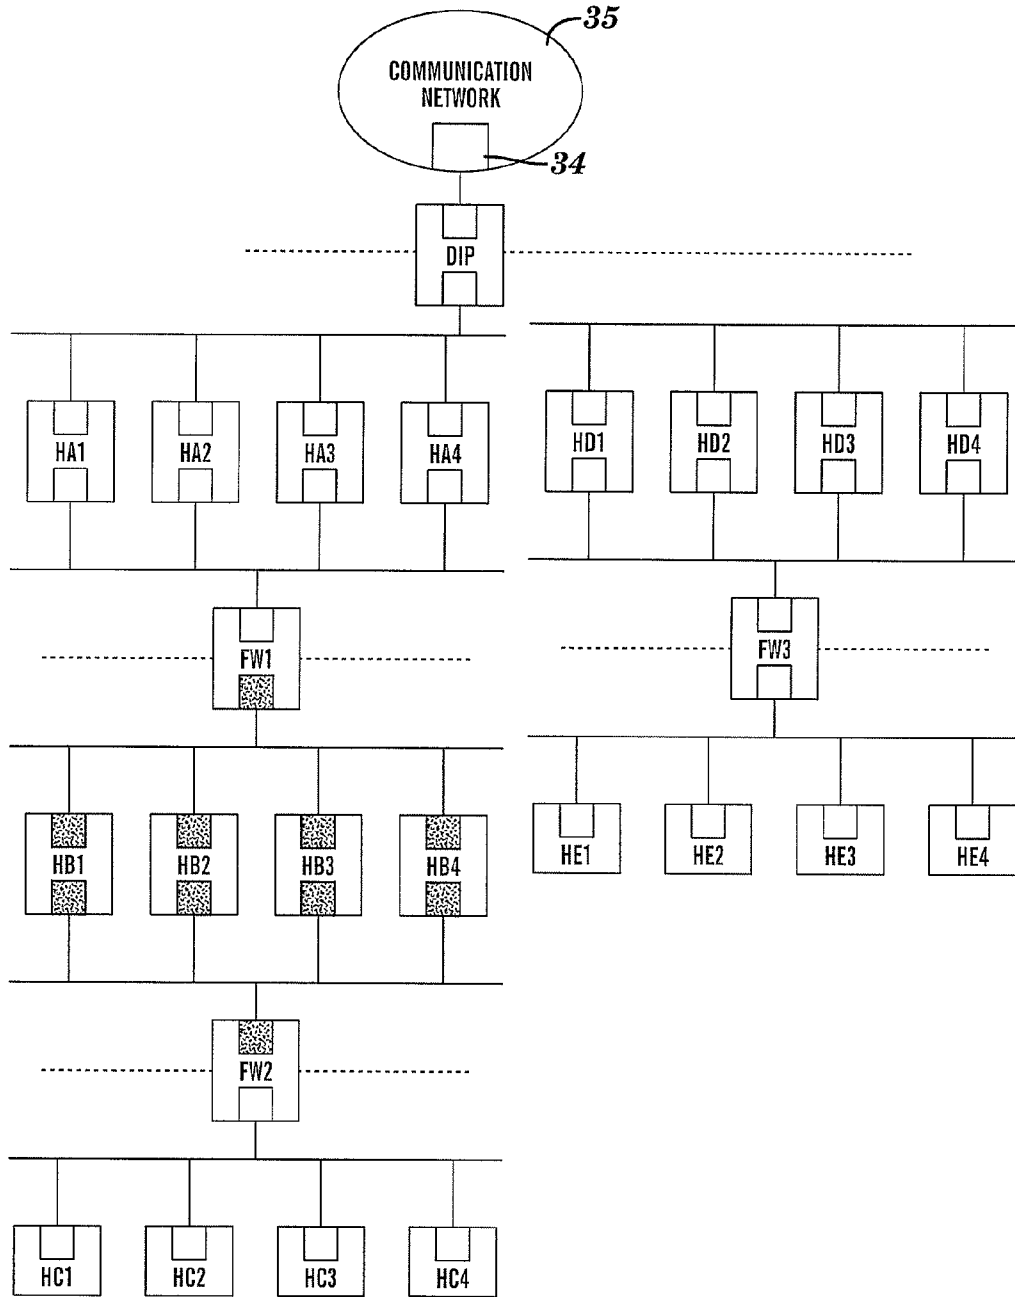 35
COMMUNICATION
NETWORK
34
DIP
HA1 HA2 HA3 HA4
HD1 HD2 HD3 HD4
FW1
FW3
HB1 HB2 HB3 HB4
HE1 HE2 HE3 HE4
FW2
HC1 HC2 HC3 HC4